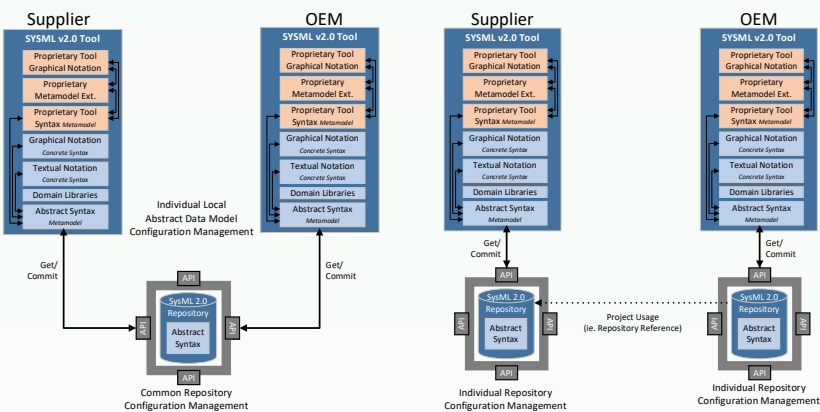 Supplier
SYSML v2.0 Tool
Proprietary Tool
Graphical Notation
Proprietary
Metamodel Ext.
Proprietary Tool
Syntax Metamodel
Graphical Notation
Concrete Syntax
Textual Notation
Concrete Syntax
Domain Libraries
Abstract Syntax
Metamodel
OEM
SYSML v2.0 Tool
Proprietary Tool
Graphical Notation
Proprietary
Metamodel Ext.
Proprietary Tool
Syntax Metamodel
Graphical Notation
Concrete Syntax
Textual Notation
Concrete Syntax
Domain Libraries
Abstract Syntax
Metamodel
Individual Local
Abstract Data Model
Configuration Management
Get/
Commit
Get/
Commit
API
API
SysML 2.0
Repository
Abstract
Syntax
API
API
Common Repository
Configuration Management
Supplier
SYSML v2.0 Tool
Proprietary Tool
Graphical Notation
Proprietary
Metamodel Ext.
Proprietary Tool
Syntax Metamodel
Graphical Notation
Concrete Syntax
Textual Notation
Concrete Syntax
Domain Libraries
Abstract Syntax
Metamodel
Get/
Commit
API
API
SysML 2.0
Repository
Abstract
Syntax
API
API
Individual Repository
Configuration Management
Project Usage
(ie. Repository Reference)
OEM
SYSML v2.0 Tool
Proprietary Tool
Graphical Notation
Proprietary
Metamodel Ext.
Proprietary Tool
Syntax Metamodel
Graphical Notation
Concrete Syntax
Textual Notation
Concrete Syntax
Domain Libraries
Abstract Syntax
Metamodel
Get/
Commit
API
API
SysML 2.0
Repository
Abstract
Syntax
API
API
Individual Repository
Configuration Management